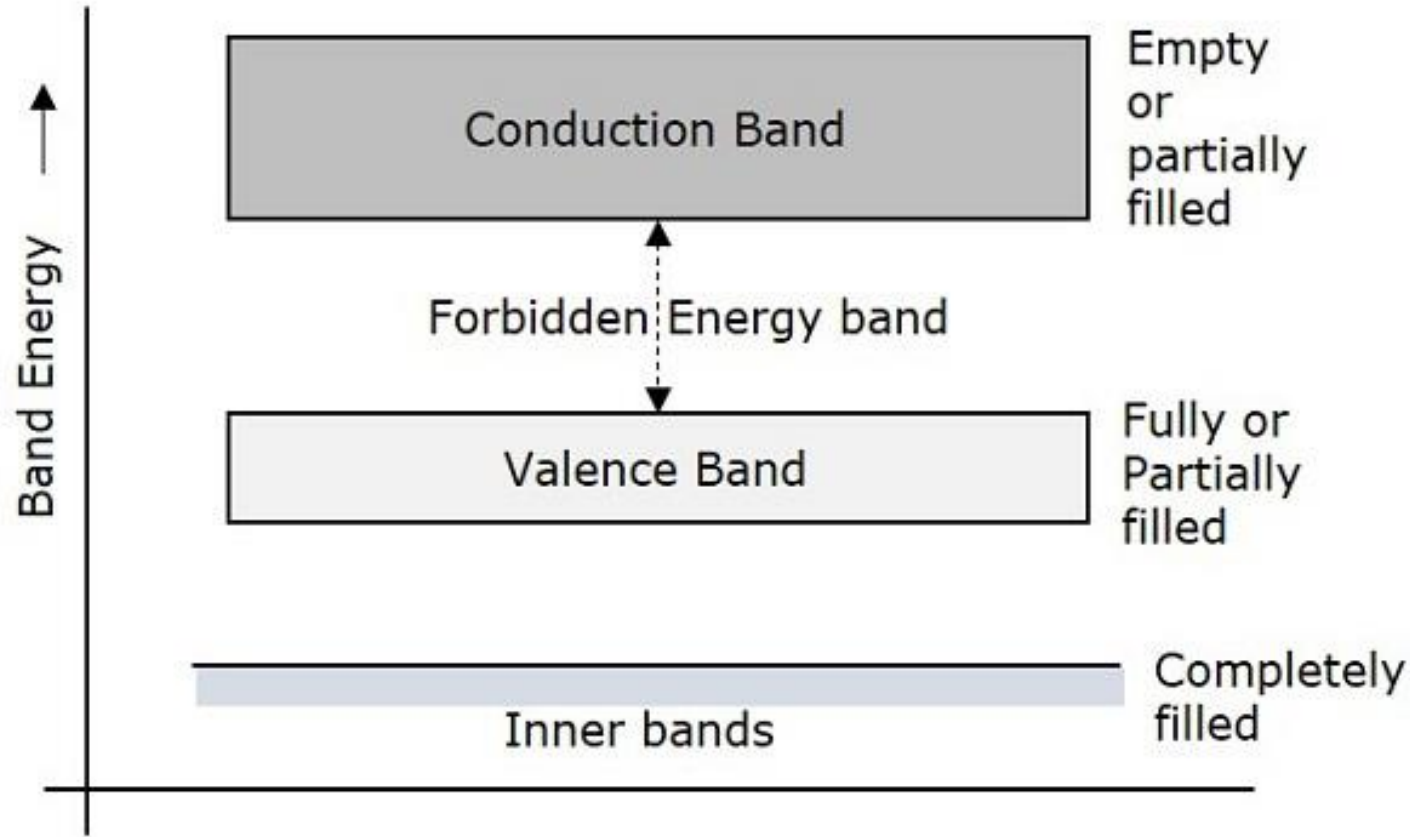 Band Energy
Conduction Band
Empty
or
partially
filled
Forbidden Energy band
Valence Band
Fully or
Partially
filled
Inner bands
Completely
filled